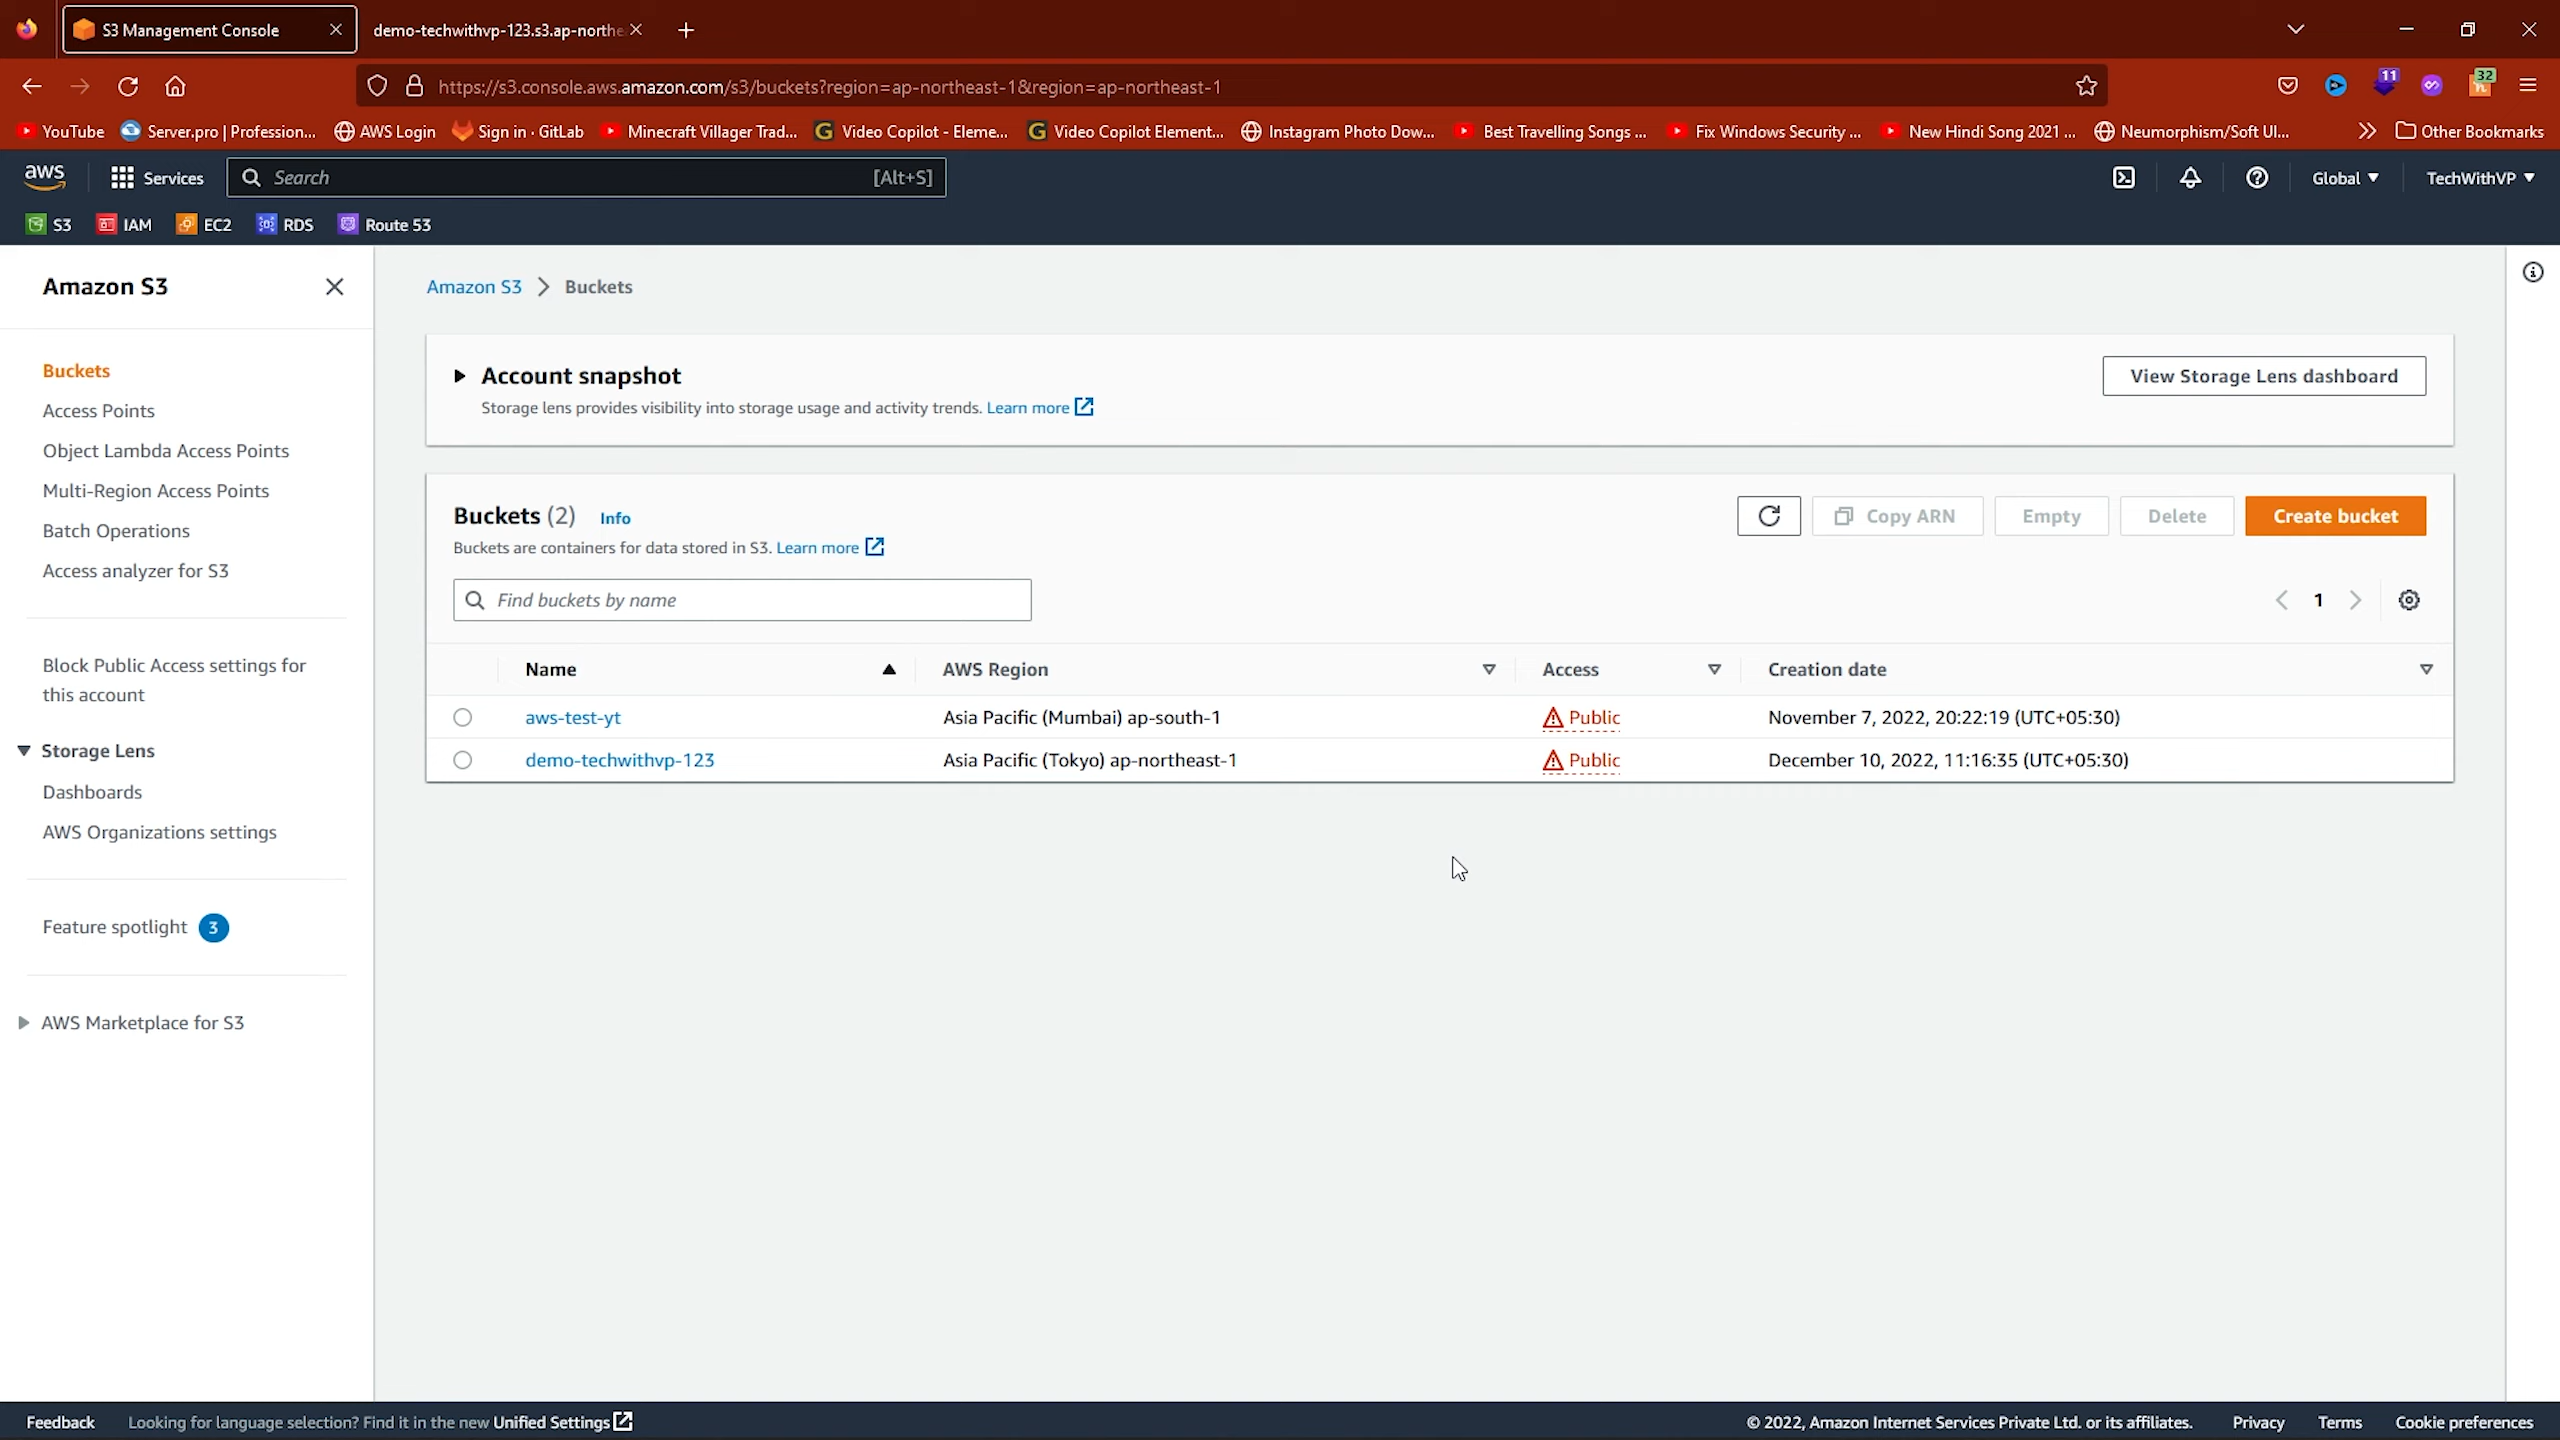 S3 Management Console
demo-techwithvp-123.s3.ap-northe
https://s3.console.aws.amazon.com/s3/buckets?region=ap-northeast-1&region=ap-northeast-1
11
32
YouTube
Server.pro | Profession...
AWS Login
Sign in · GitLab
Minecraft Villager Trad...
Video Copilot - Eleme...
Video Copilot Element...
Instagram Photo Dow...
Best Travelling Songs ...
Fix Windows Security ...
New Hindi Song 2021 ...
Neumorphism/Soft UI...
Other Bookmarks
aws
Services
Search
[Alt+S]
Global
TechWithVP
S3
IAM
EC2
RDS
Route 53
Amazon S3
Buckets
Access Points
Object Lambda Access Points
Multi-Region Access Points
Batch Operations
Access analyzer for S3
Block Public Access settings for
this account
Storage Lens
Dashboards
AWS Organizations settings
Feature spotlight 3
AWS Marketplace for S3
Amazon S3 > Buckets
Account snapshot
Storage lens provides visibility into storage usage and activity trends. Learn more
View Storage Lens dashboard
Buckets (2) Info
Buckets are containers for data stored in S3. Learn more
Copy ARN
Empty
Delete
Create bucket
Find buckets by name
1
Name AWS Region Access Creation date
aws-test-yt Asia Pacific (Mumbai) ap-south-1 Public November 7, 2022, 20:22:19 (UTC+05:30)
demo-techwithvp-123 Asia Pacific (Tokyo) ap-northeast-1 Public December 10, 2022, 11:16:35 (UTC+05:30)
Feedback
Looking for language selection? Find it in the new Unified Settings
© 2022, Amazon Internet Services Private Ltd. or its affiliates.
Privacy
Terms
Cookie preferences